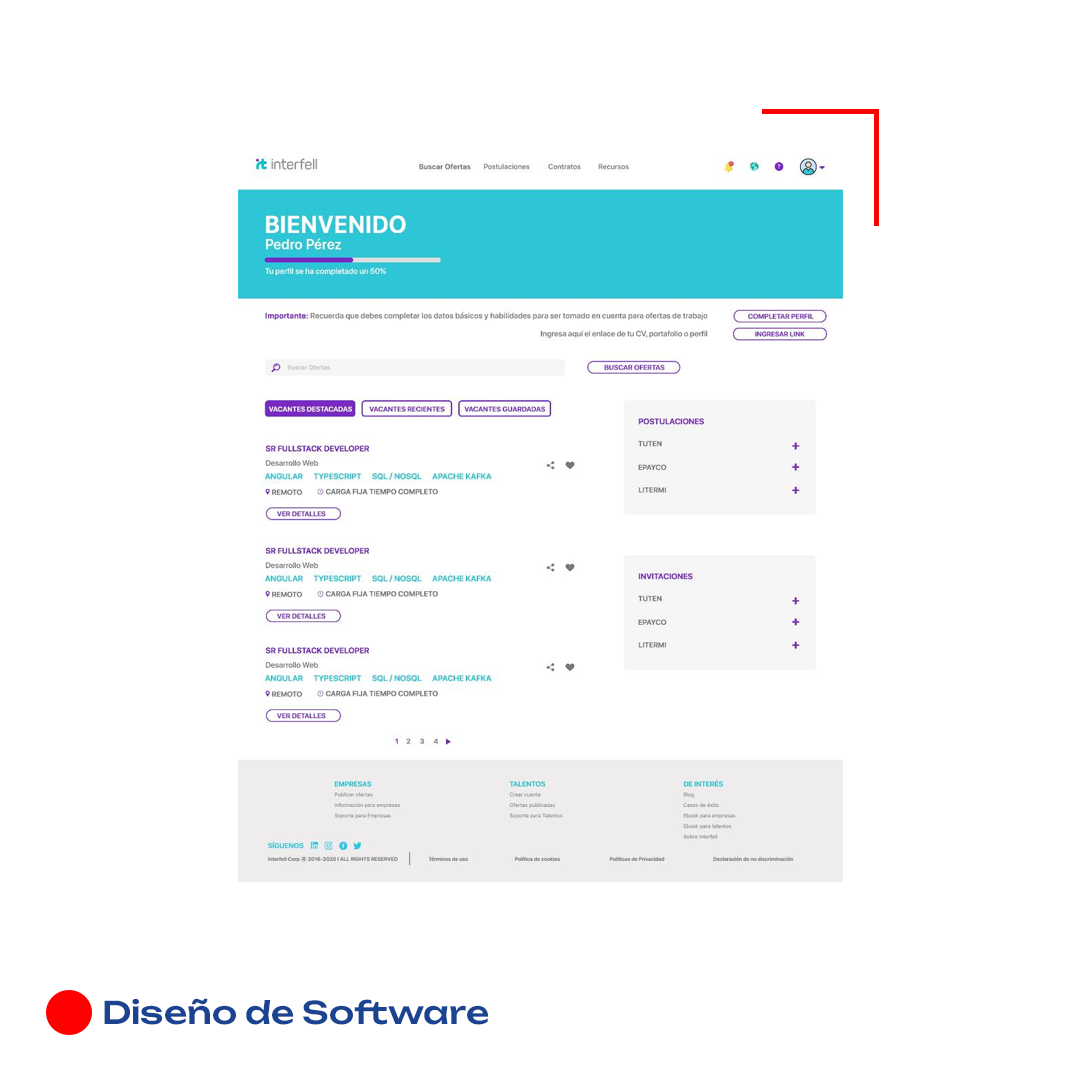 interfell
Buscar Ofertas Postulaciones Contratos Recursos
BIENVENIDO
Pedro Pérez
Tu perfil se ha completado un 50%
Importante: Recuerda que debes completar los datos básicos y habilidades para ser tomado en cuenta para ofertas de trabajo
COMPLETAR PERFIL
Ingresa aquí el enlace de tu CV, portafolio o perfil
INGRESAR LINK
Buscar Ofertas
BUSCAR OFERTAS
VACANTES DESTACADAS VACANTES RECIENTES VACANTES GUARDADAS
SR FULLSTACK DEVELOPER
Desarrollo Web
ANGULAR TYPESCRIPT SQL / NOSQL APACHE KAFKA
REMOTO CARGA FIJA TIEMPO COMPLETO
VER DETALLES
SR FULLSTACK DEVELOPER
Desarrollo Web
ANGULAR TYPESCRIPT SQL / NOSQL APACHE KAFKA
REMOTO CARGA FIJA TIEMPO COMPLETO
VER DETALLES
SR FULLSTACK DEVELOPER
Desarrollo Web
ANGULAR TYPESCRIPT SQL / NOSQL APACHE KAFKA
REMOTO CARGA FIJA TIEMPO COMPLETO
VER DETALLES
1 2 3 4
POSTULACIONES
TUTEN +
EPAYCO +
LITERMI +
INVITACIONES
TUTEN +
EPAYCO +
LITERMI +
EMPRESAS
Publicar ofertas
Información para empresas
Soporte para Empresas
TALENTOS
Crear cuenta
Ofertas publicadas
Soporte para Talentos
DE INTERÉS
Blog
Casos de éxito
Ebook para empresas
Ebook para talentos
Sobre Interfell
SÍGUENOS
Interfell Corp ® 2016-2020 I ALL RIGHTS RESERVED
Términos de uso Política de cookies Políticas de Privacidad Declaración de no discriminación
Diseño de Software